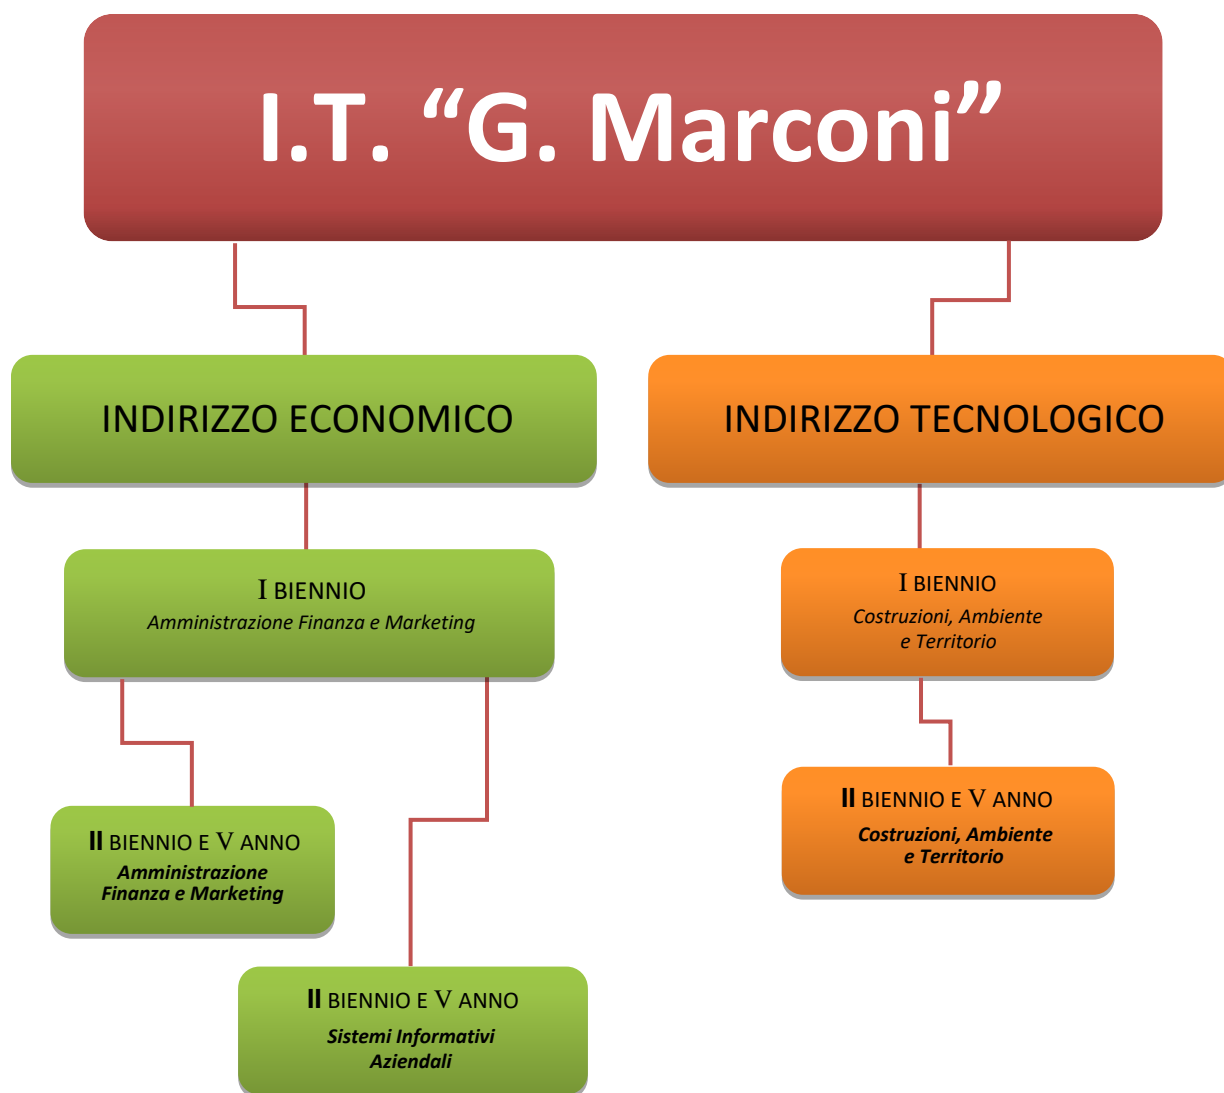 I.T. “G. Marconi”
INDIRIZZO ECONOMICO
INDIRIZZO TECNOLOGICO
I BIENNIO
Amministrazione Finanza e Marketing
I BIENNIO
Costruzioni, Ambiente
e Territorio
II BIENNIO E V ANNO
Amministrazione
Finanza e Marketing
II BIENNIO E V ANNO
Costruzioni, Ambiente
e Territorio
II BIENNIO E V ANNO
Sistemi Informativi
Aziendali